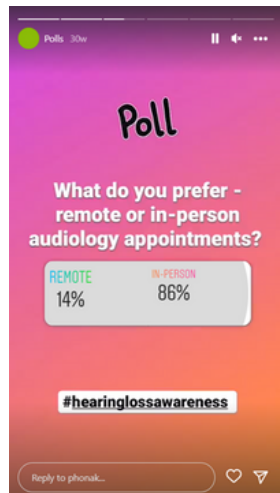 Polls 30w
Poll
What do you prefer -
remote or in-person
audiology appointments?
REMOTE IN-PERSON
14% 86%
#hearinglossawareness
Reply to phonak...